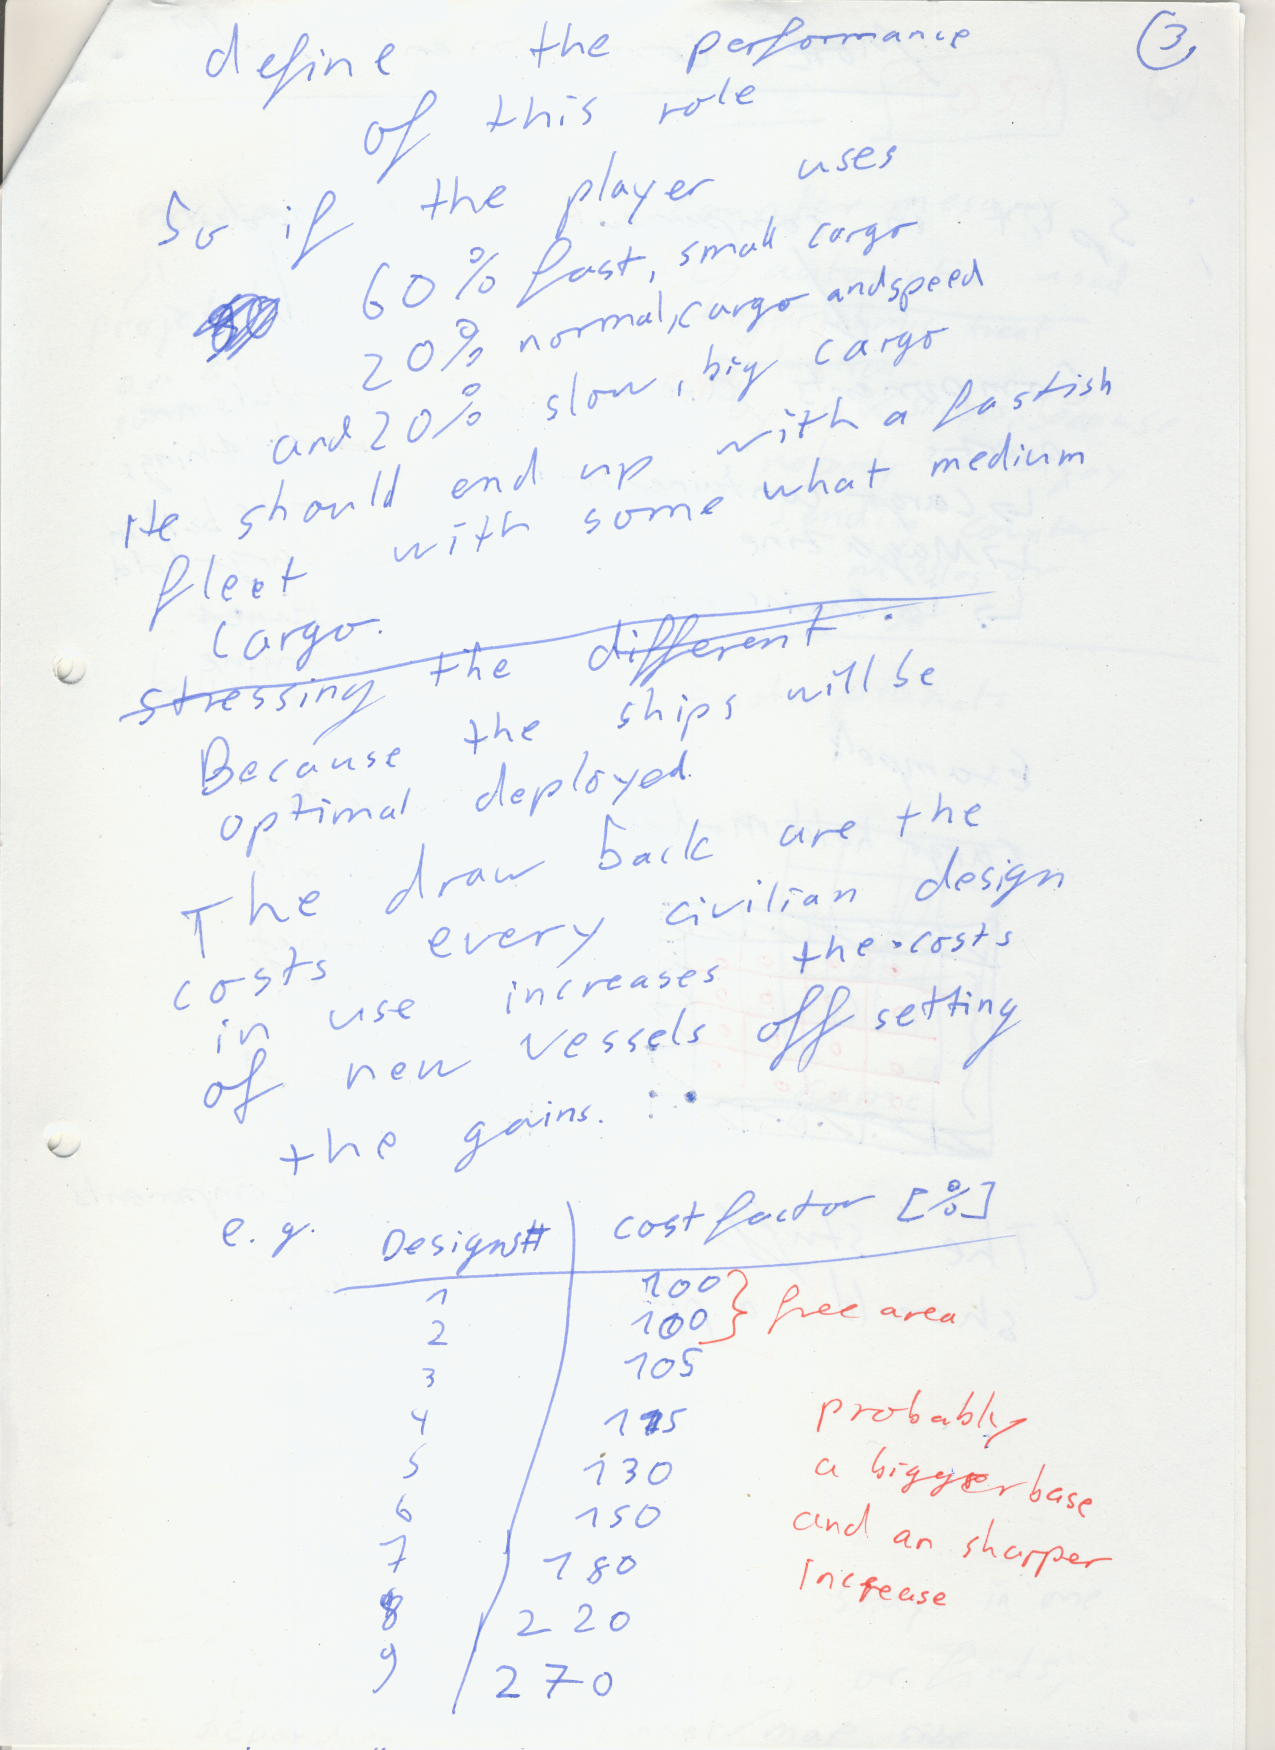 3
define the performance
of this role
So if the player uses
60% fast, small cargo
20% normal, cargo and speed
and 20% slow, big cargo
He should end up with a fastish
fleet with some what medium
cargo.
stressing the different
Because the ships will be
optimal deployed.
The draw back are the
costs every civilian design
in use increases the costs
of new vessels off setting
the gains.
e.g. Designs# cost factor [%]
1 100
2 100 free area
3 105
4 115
5 130
6 150
7 180
8 220
9 270
probably
a bigger base
and an sharper
increase